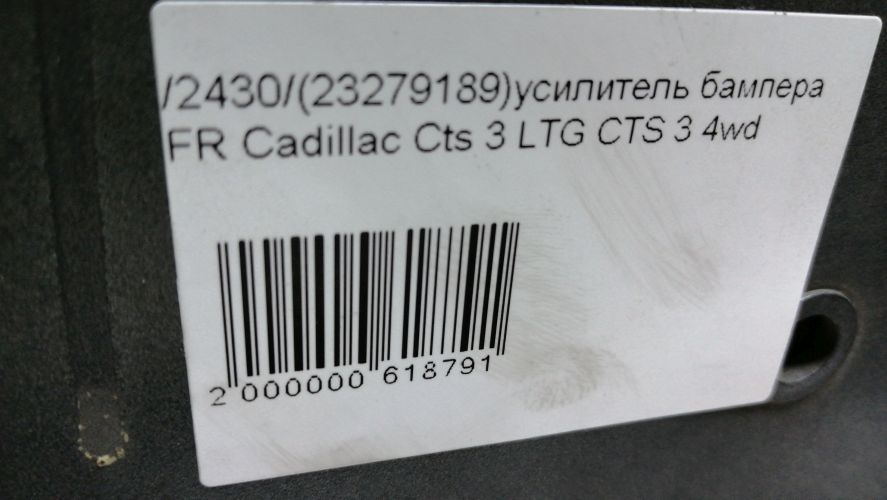 /2430/(23279189)усилитель бампера
FR Cadillac Cts 3 LTG CTS 3 4wd
2 000000 618791